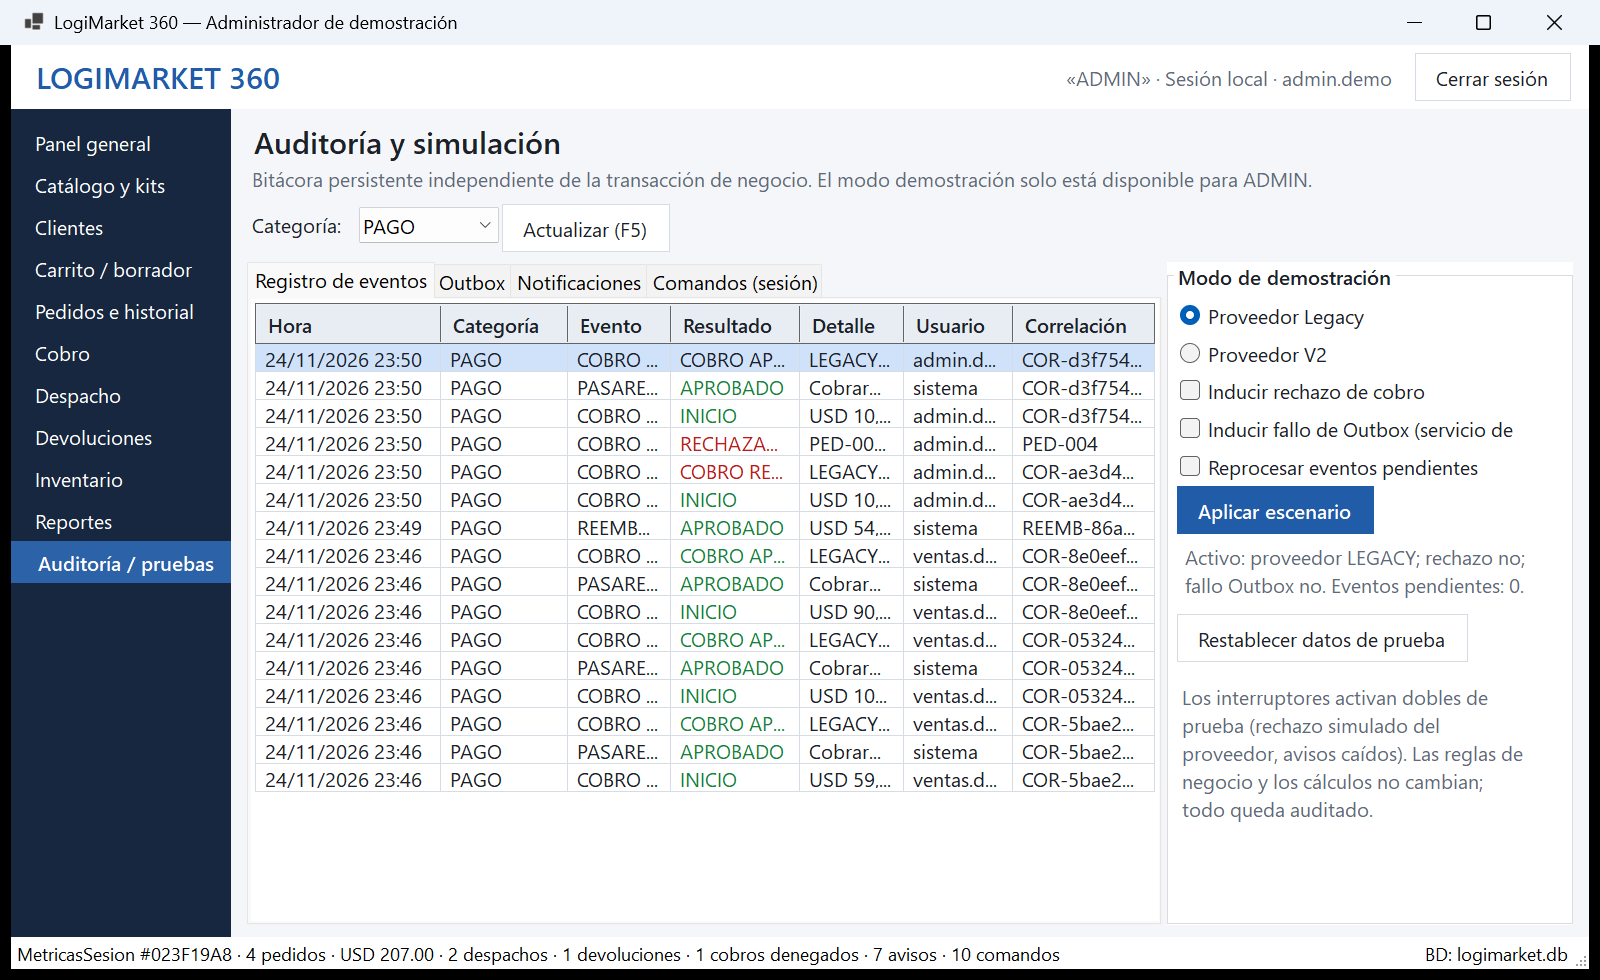 LogiMarket 360 — Administrador de demostración
LOGIMARKET 360
«ADMIN» · Sesión local · admin.demo
Cerrar sesión
Panel general
Catálogo y kits
Clientes
Carrito / borrador
Pedidos e historial
Cobro
Despacho
Devoluciones
Inventario
Reportes
Auditoría / pruebas
Auditoría y simulación
Bitácora persistente independiente de la transacción de negocio. El modo demostración solo está disponible para ADMIN.
Categoría: PAGO Actualizar (F5)
Registro de eventos Outbox Notificaciones Comandos (sesión)
Hora Categoría Evento Resultado Detalle Usuario Correlación
24/11/2026 23:50 PAGO COBRO ... COBRO AP... LEGACY... admin.d... COR-d3f754...
24/11/2026 23:50 PAGO PASARE... APROBADO Cobrar... sistema COR-d3f754...
24/11/2026 23:50 PAGO COBRO ... INICIO USD 10,... admin.d... COR-d3f754...
24/11/2026 23:50 PAGO COBRO ... RECHAZA... PED-00... admin.d... PED-004
24/11/2026 23:50 PAGO COBRO ... COBRO RE... LEGACY... admin.d... COR-ae3d4...
24/11/2026 23:50 PAGO COBRO ... INICIO USD 10,... admin.d... COR-ae3d4...
24/11/2026 23:49 PAGO REEMB... APROBADO USD 54,... sistema REEMB-86a...
24/11/2026 23:46 PAGO COBRO ... COBRO AP... LEGACY... ventas.d... COR-8e0eef...
24/11/2026 23:46 PAGO PASARE... APROBADO Cobrar... sistema COR-8e0eef...
24/11/2026 23:46 PAGO COBRO ... INICIO USD 90,... ventas.d... COR-8e0eef...
24/11/2026 23:46 PAGO COBRO ... COBRO AP... LEGACY... ventas.d... COR-05324...
24/11/2026 23:46 PAGO PASARE... APROBADO Cobrar... sistema COR-05324...
24/11/2026 23:46 PAGO COBRO ... INICIO USD 10... ventas.d... COR-05324...
24/11/2026 23:46 PAGO COBRO ... COBRO AP... LEGACY... ventas.d... COR-5bae2...
24/11/2026 23:46 PAGO PASARE... APROBADO Cobrar... sistema COR-5bae2...
24/11/2026 23:46 PAGO COBRO ... INICIO USD 59,... ventas.d... COR-5bae2...
Modo de demostración
Proveedor Legacy
Proveedor V2
Inducir rechazo de cobro
Inducir fallo de Outbox (servicio de
Reprocesar eventos pendientes
Aplicar escenario
Activo: proveedor LEGACY; rechazo no;
fallo Outbox no. Eventos pendientes: 0.
Restablecer datos de prueba
Los interruptores activan dobles de
prueba (rechazo simulado del
proveedor, avisos caídos). Las reglas de
negocio y los cálculos no cambian;
todo queda auditado.
MetricasSesion #023F19A8 · 4 pedidos · USD 207.00 · 2 despachos · 1 devoluciones · 1 cobros denegados · 7 avisos · 10 comandos
BD: logimarket.db